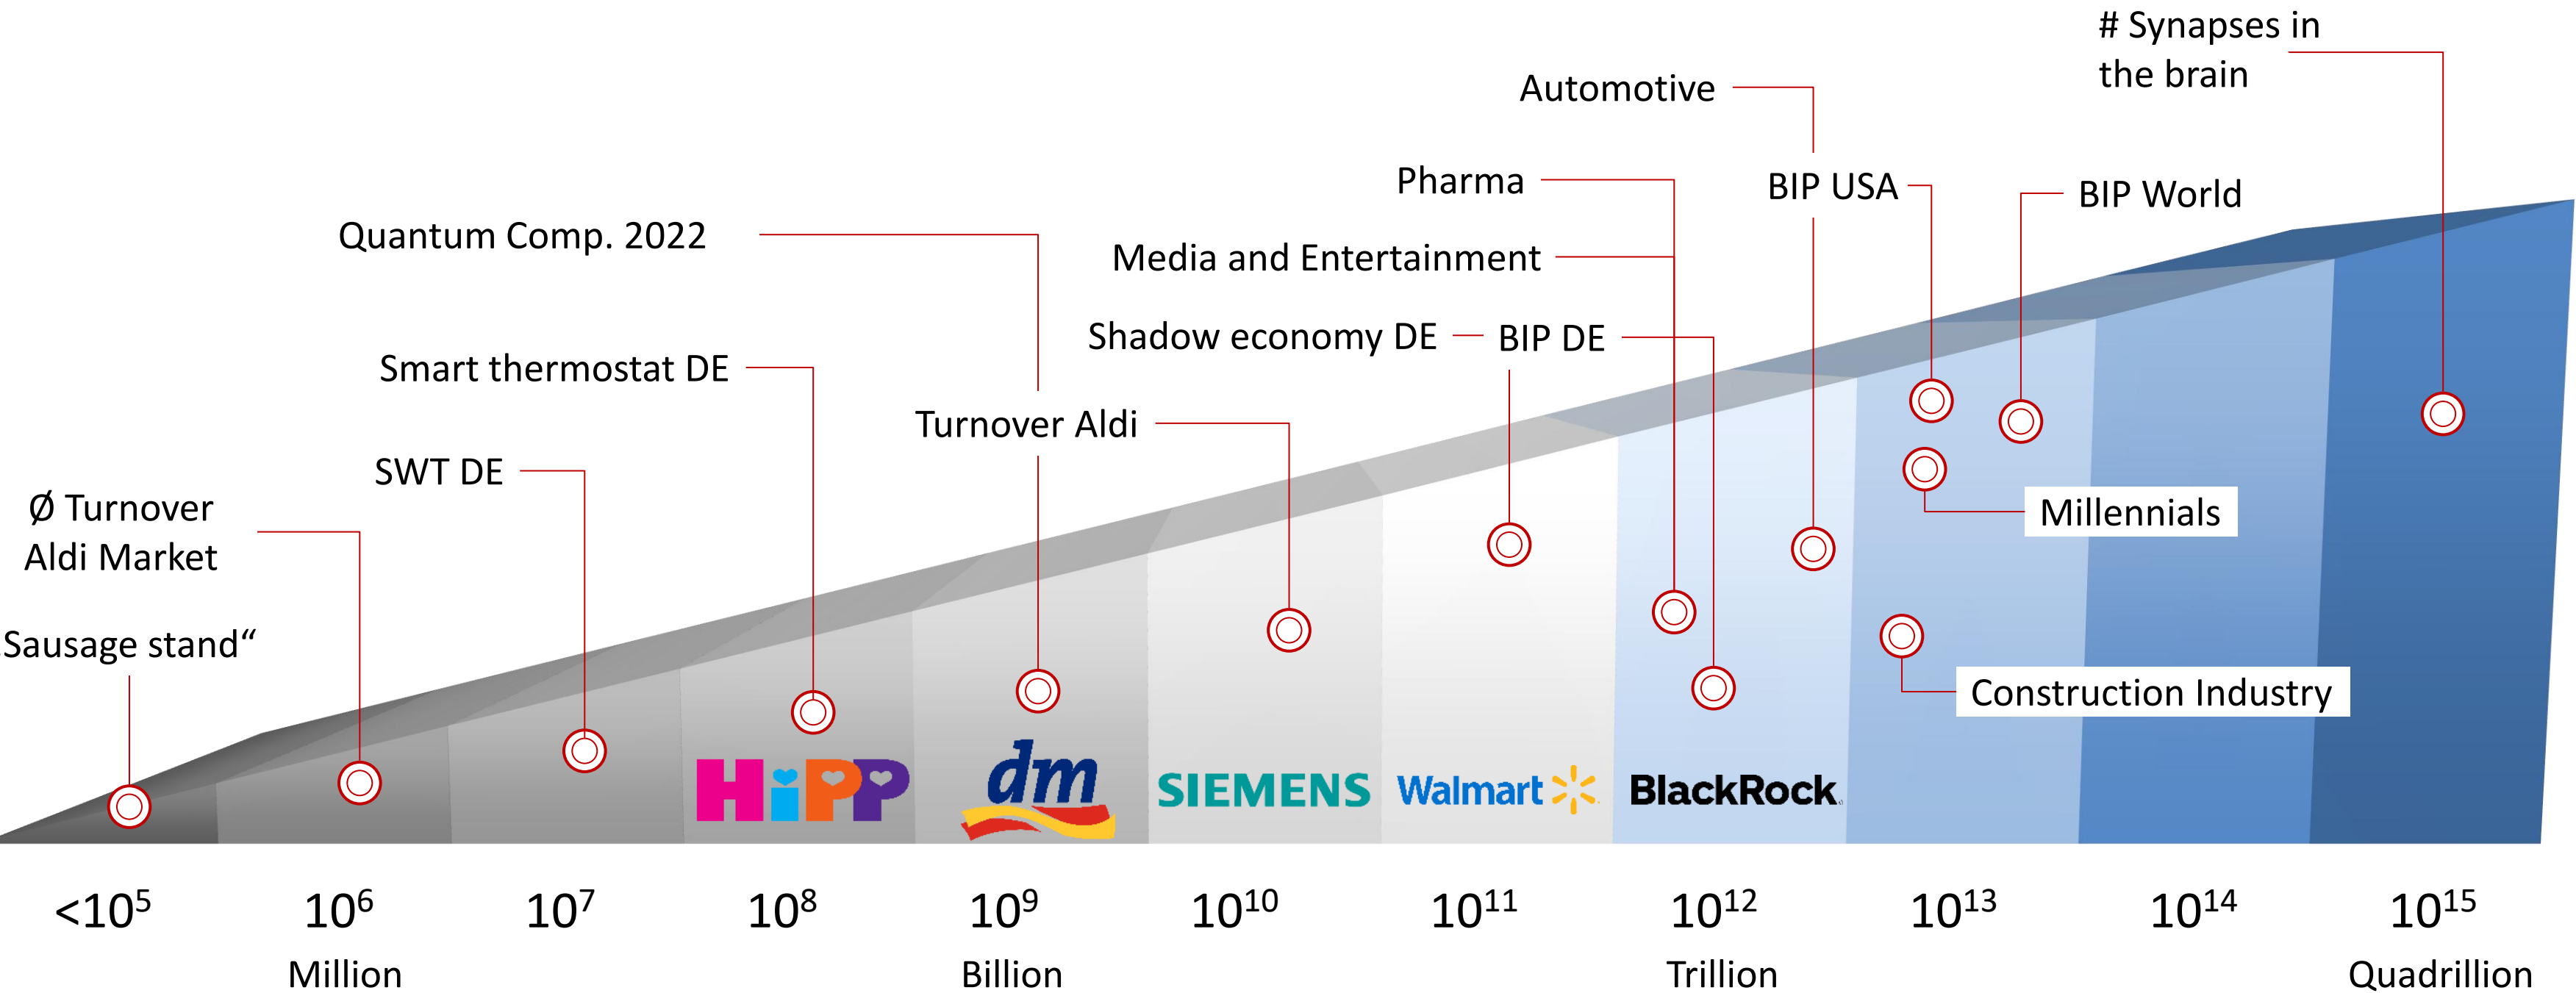 # Synapses in
the brain
Automotive
Pharma
BIP USA
BIP World
Quantum Comp. 2022
Media and Entertainment
Shadow economy DE
BIP DE
Smart thermostat DE
Turnover Aldi
SWT DE
Ø Turnover
Aldi Market
Millennials
Sausage stand“
Construction Industry
HiPP
dm
SIEMENS
Walmart
BlackRock
<10⁵
10⁶
10⁷
10⁸
10⁹
10¹⁰
10¹¹
10¹²
10¹³
10¹⁴
10¹⁵
Million
Billion
Trillion
Quadrillion